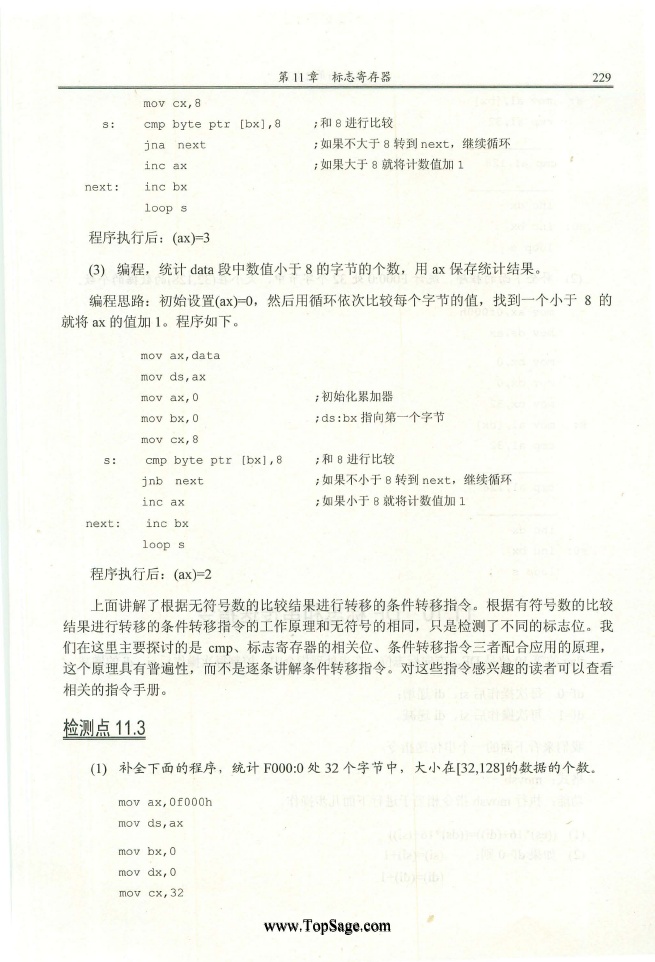 第 11 章 标志寄存器 229
mov cx,8
s: cmp byte ptr [bx],8 ;和 8 进行比较
jna next ;如果不大于 8 转到 next，继续循环
inc ax ;如果大于 8 就将计数值加 1
next: inc bx
loop s
程序执行后：(ax)=3
(3) 编程，统计 data 段中数值小于 8 的字节的个数，用 ax 保存统计结果。
编程思路：初始设置(ax)=0，然后用循环依次比较每个字节的值，找到一个小于 8 的
就将 ax 的值加 1。程序如下。
mov ax,data
mov ds,ax
mov ax,0 ;初始化累加器
mov bx,0 ;ds:bx 指向第一个字节
mov cx,8
s: cmp byte ptr [bx],8 ;和 8 进行比较
jnb next ;如果不小于 8 转到 next，继续循环
inc ax ;如果小于 8 就将计数值加 1
next: inc bx
loop s
程序执行后：(ax)=2
上面讲解了根据无符号数的比较结果进行转移的条件转移指令。根据有符号数的比较
结果进行转移的条件转移指令的工作原理和无符号的相同，只是检测了不同的标志位。我
们在这里主要探讨的是 cmp、标志寄存器的相关位、条件转移指令三者配合应用的原理，
这个原理具有普遍性，而不是逐条讲解条件转移指令。对这些指令感兴趣的读者可以查看
相关的指令手册。
检测点 11.3
(1) 补全下面的程序，统计 F000:0 处 32 个字节中，大小在[32,128]的数据的个数。
mov ax,0f000h
mov ds,ax
mov bx,0
mov dx,0
mov cx,32
www.TopSage.com